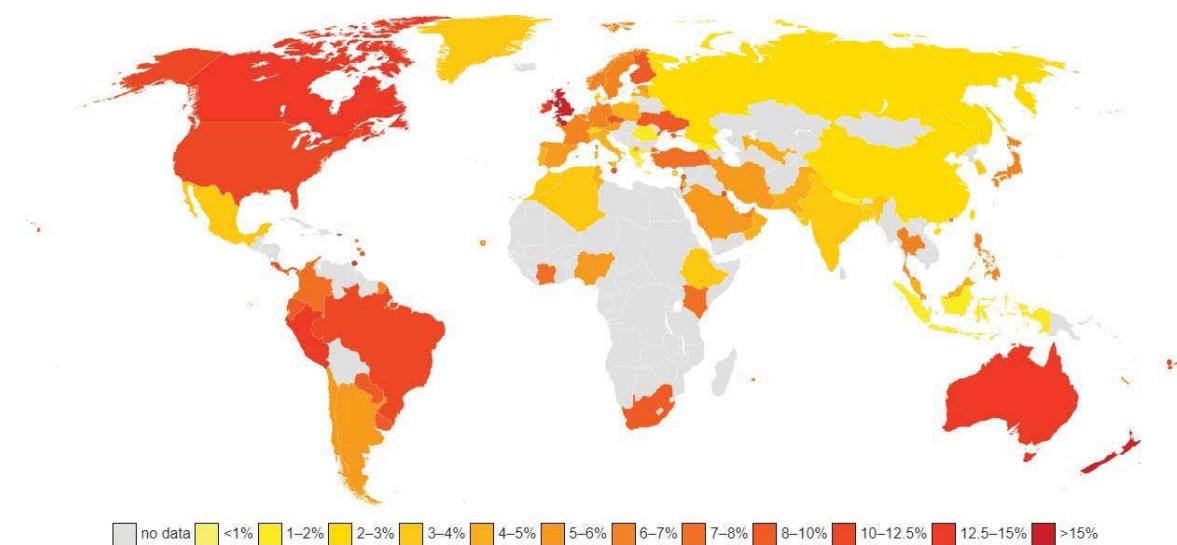 no data <1% 1–2% 2–3% 3–4% 4–5% 5–6% 6–7% 7–8% 8–10% 10–12.5% 12.5–15% >15%